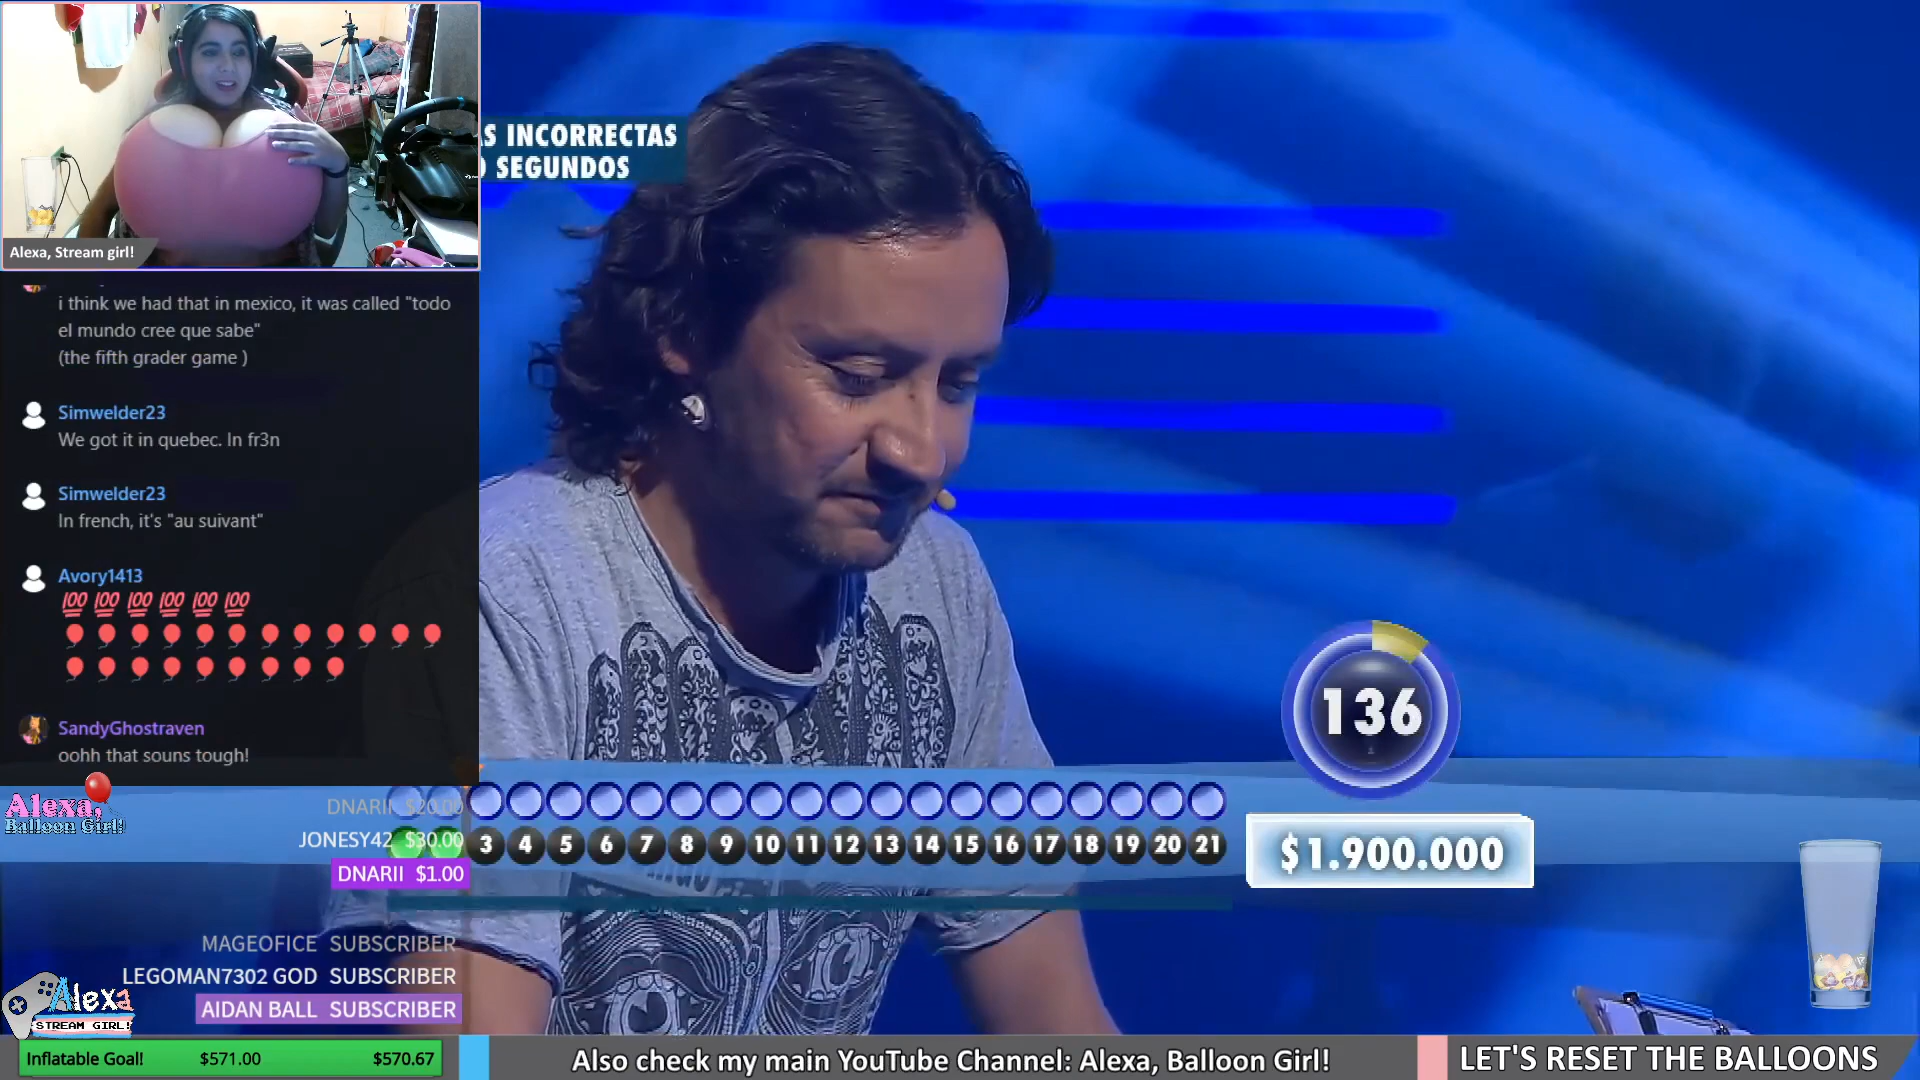 AS INCORRECTAS
SEGUNDOS
Alexa, Stream girl!
i think we had that in mexico, it was called "todo
el mundo cree que sabe"
(the fifth grader game )
Simwelder23
We got it in quebec. In fr3n
Simwelder23
In french, it's "au suivant"
Avory1413
💯 💯 💯 💯 💯 💯
SandyGhostraven
oohh that souns tough!
Alexa,
Balloon Girl!
DNARII $20.00
JONESY42 $30.00
DNARII $1.00
3 4 5 6 7 8 9 10 11 12 13 14 15 16 17 18 19 20 21
136
$1.900.000
MAGEOFICE SUBSCRIBER
LEGOMAN7302 GOD SUBSCRIBER
AIDAN BALL SUBSCRIBER
Alexa
STREAM GIRL!
Inflatable Goal! $571.00 $570.67
Also check my main YouTube Channel: Alexa, Balloon Girl!
LET'S RESET THE BALLOONS